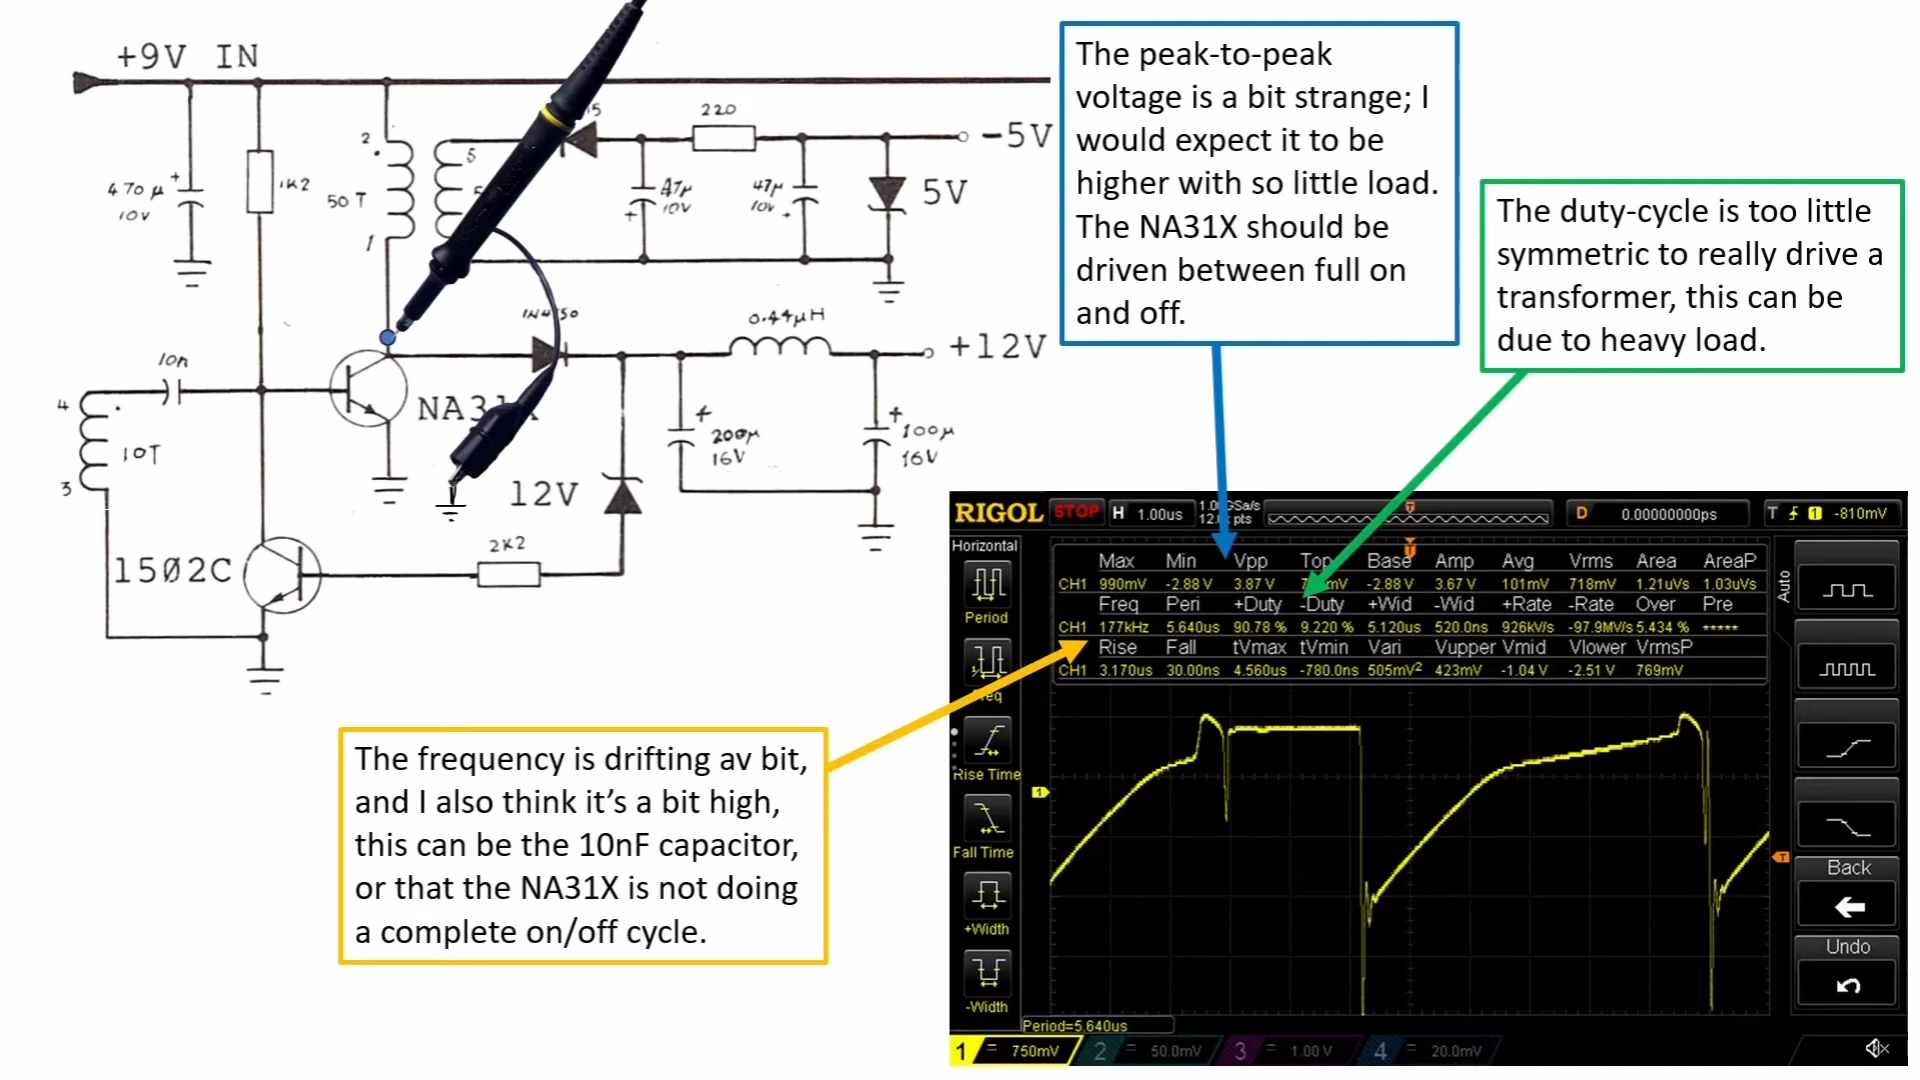 +9V IN
470µ
+
10V
1K2
2
50T
1
5
15
220
-5V
47µ
10V
+
47µ
10V
+
5V
10n
4
10T
3
0.44µH
+12V
NA31X
+
200µ
16V
+
100µ
16V
12V
2K2
1502C
The peak-to-peak
voltage is a bit strange; I
would expect it to be
higher with so little load.
The NA31X should be
driven between full on
and off.
The duty-cycle is too little
symmetric to really drive a
transformer, this can be
due to heavy load.
The frequency is drifting av bit,
and I also think it’s a bit high,
this can be the 10nF capacitor,
or that the NA31X is not doing
a complete on/off cycle.
RIGOL STOP H 1.00us D 0.00000000ps T 1 -810mV
Horizontal
Period
Freq
Rise Time
Fall Time
+Width
-Width
Max Min Vpp Top Base Amp Avg Vrms Area AreaP
CH1 990mV -2.88 V 3.87 V -2.88 V 3.67 V 101mV 718mV 1.21uVs 1.03uVs
Freq Peri +Duty -Duty +Wid -Wid +Rate -Rate Over Pre
CH1 177kHz 5.640us 90.78 % 9.220 % 5.120us 520.0ns 926kV/s -97.9MV/s 5.434 % *****
Rise Fall tVmax tVmin Vari Vupper Vmid Vlower VrmsP
CH1 3.170us 30.00ns 4.560us -780.0ns 505mV² 423mV -1.04 V -2.51 V 769mV
T
1
T
Auto
Back
Undo
Period=5.640us
1 = 750mV 2 = 50.0mV 3 = 1.00 V 4 = 20.0mV